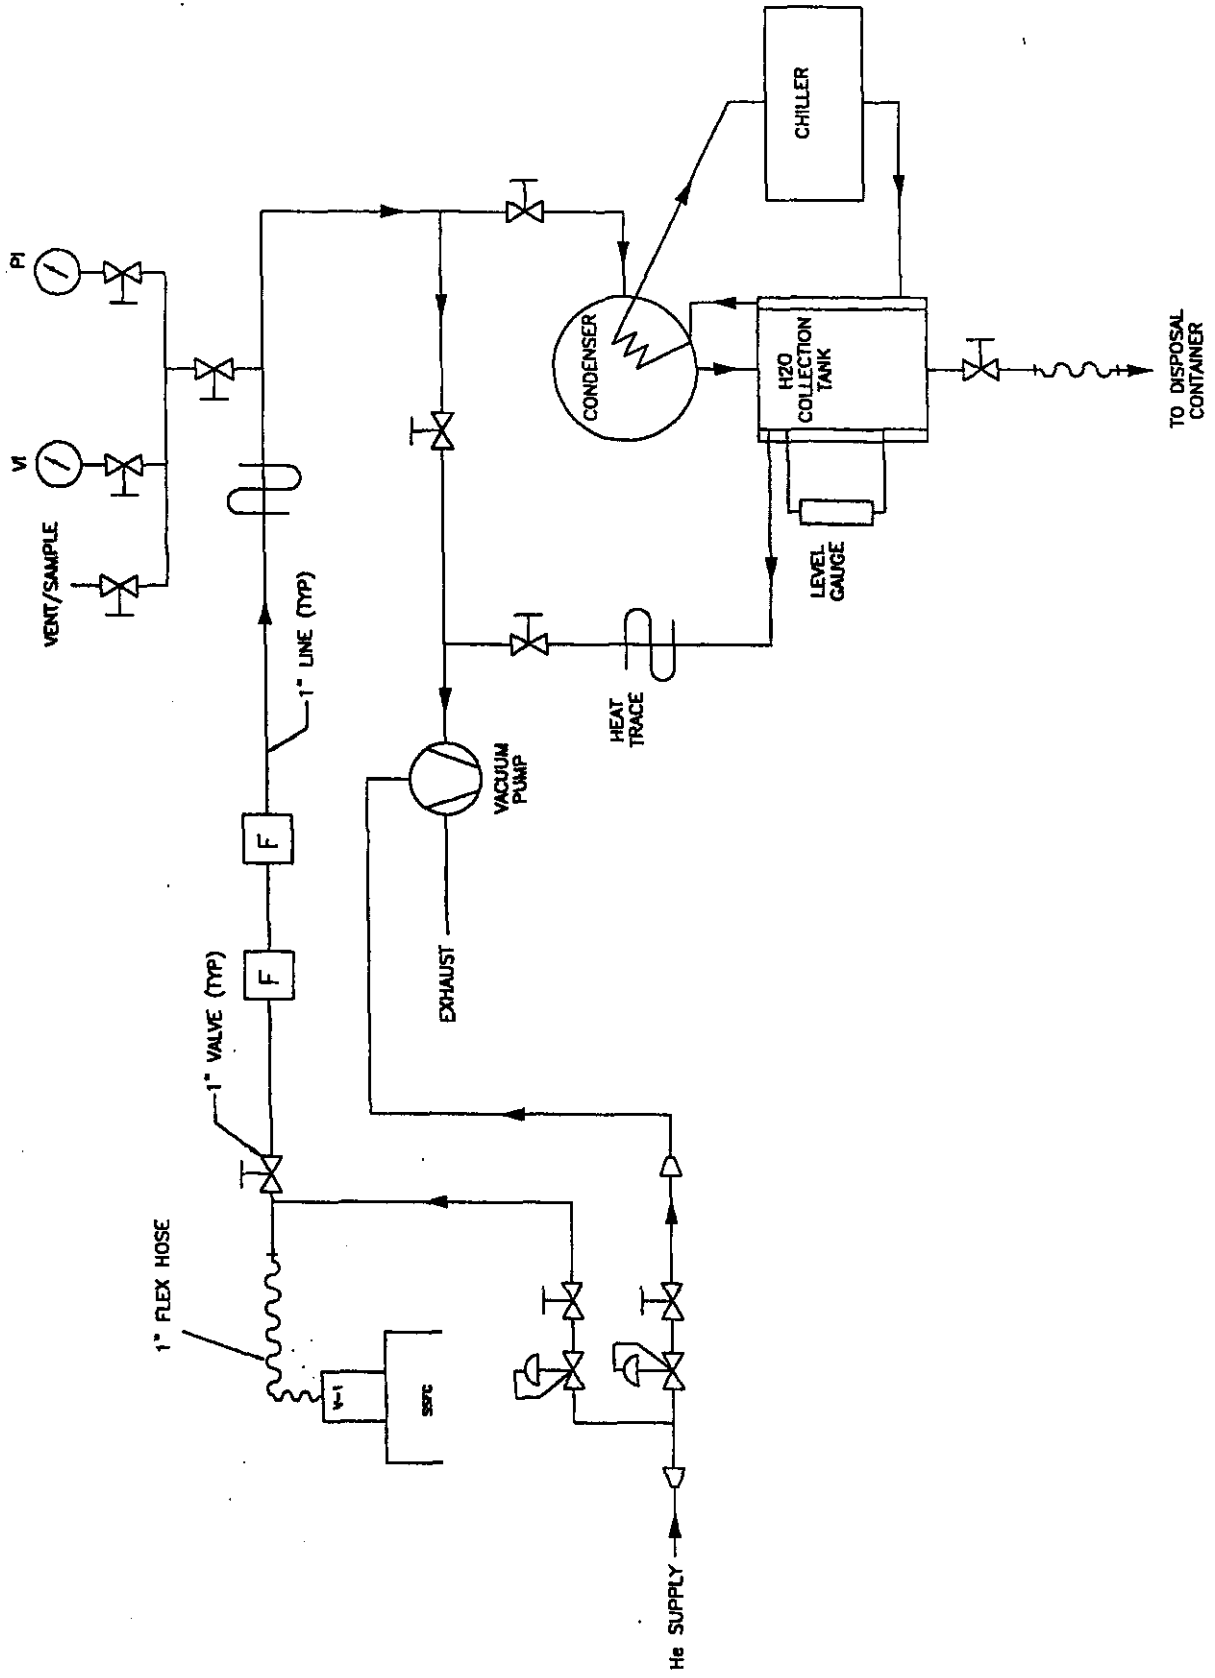 He SUPPLY
SSFC
V-1
1" FLEX HOSE
1" VALVE (TYP)
F
F
1" LINE (TYP)
EXHAUST
VACUUM
PUMP
HEAT
TRACE
VENT/SAMPLE
VI
PI
LEVEL
GAUGE
CONDENSER
H2O
COLLECTION
TANK
CHILLER
TO DISPOSAL
CONTAINER